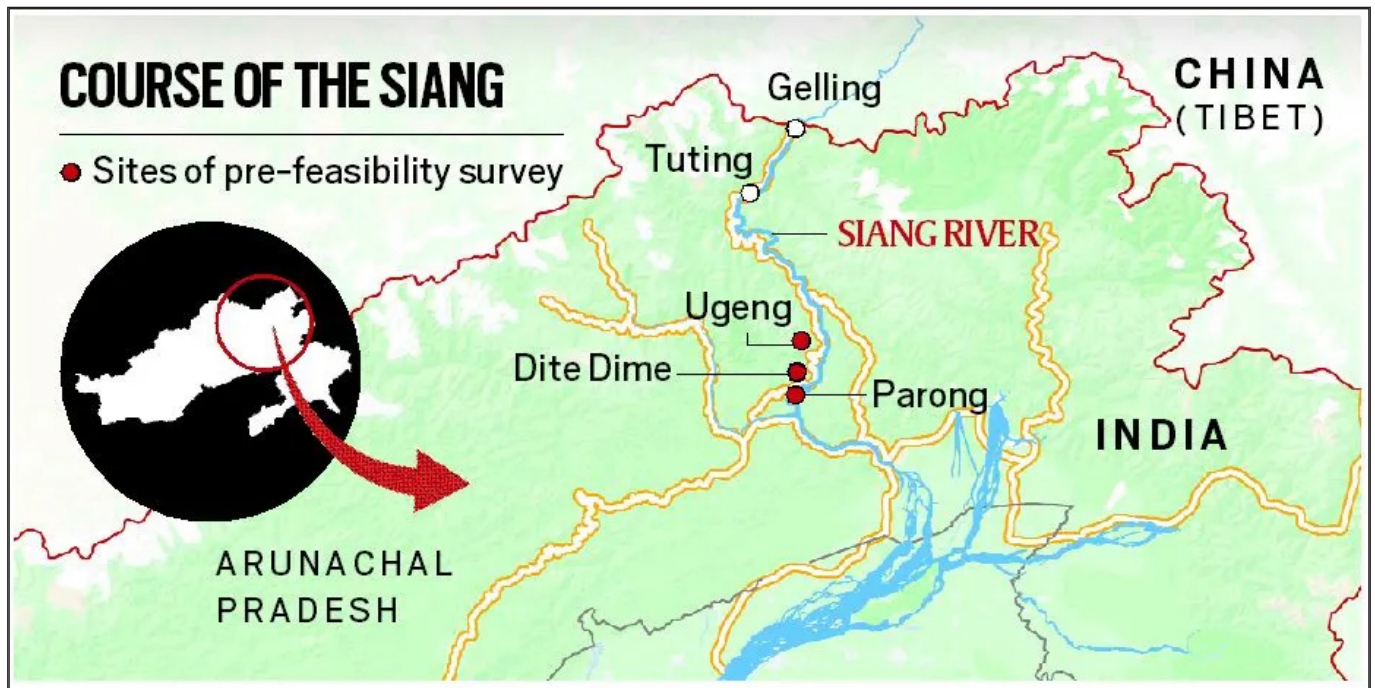 COURSE OF THE SIANG
Sites of pre-feasibility survey
Gelling
CHINA
(TIBET)
Tuting
SIANG RIVER
Ugeng
Dite Dime
Parong
INDIA
ARUNACHAL
PRADESH